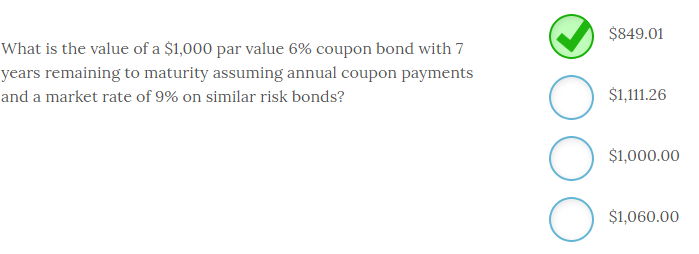 What is the value of a $1,000 par value 6% coupon bond with 7
years remaining to maturity assuming annual coupon payments
and a market rate of 9% on similar risk bonds?
$849.01
$1,111.26
$1,000.00
$1,060.00